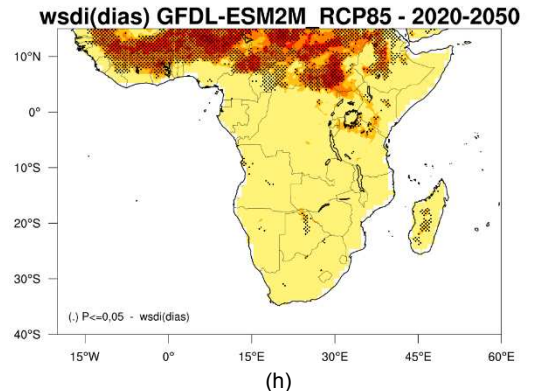 wsdi(dias) GFDL-ESM2M_RCP85 - 2020-2050
10°N
0°
10°S
20°S
30°S
40°S
(.) P<=0,05 - wsdi(dias)
15°W 0° 15°E 30°E 45°E 60°E
(h)